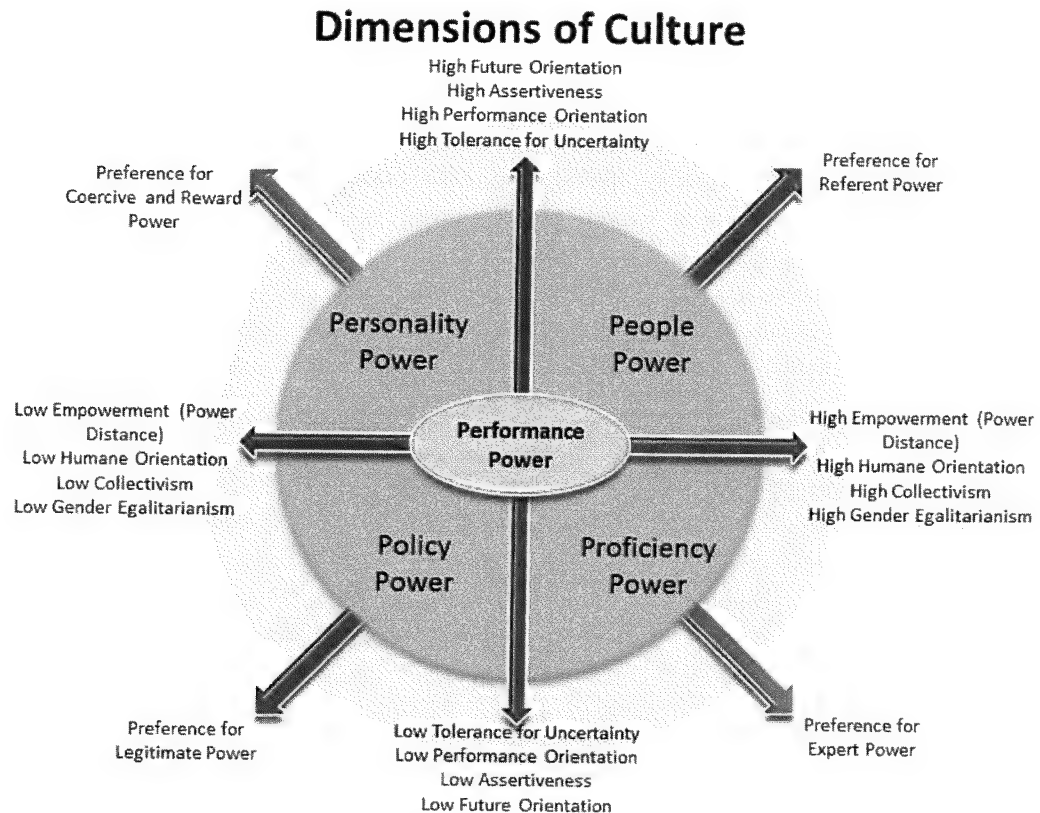 Dimensions of Culture
High Future Orientation
High Assertiveness
High Performance Orientation
High Tolerance for Uncertainty
Preference for
Coercive and Reward
Power
Preference for
Referent Power
Personality
Power
People
Power
Low Empowerment (Power
Distance)
Low Humane Orientation
Low Collectivism
Low Gender Egalitarianism
Performance
Power
High Empowerment (Power
Distance)
High Humane Orientation
High Collectivism
High Gender Egalitarianism
Policy
Power
Proficiency
Power
Preference for
Legitimate Power
Low Tolerance for Uncertainty
Low Performance Orientation
Low Assertiveness
Low Future Orientation
Preference for
Expert Power